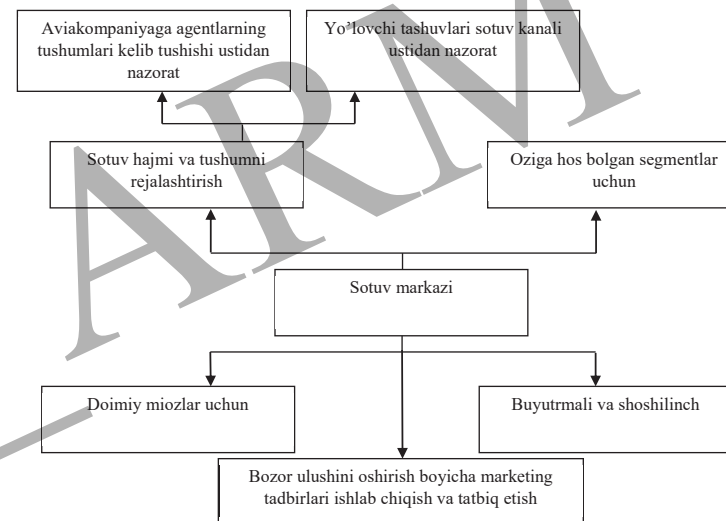 Aviakompaniyaga agentlarning
tushumlari kelib tushishi ustidan
nazorat
Yo’lovchi tashuvlari sotuv kanali
ustidan nazorat
Sotuv hajmi va tushumni
rejalashtirish
Oziga hos bolgan segmentlar
uchun
Sotuv markazi
Doimiy miozlar uchun
Buyutrmali va shoshilinch
Bozor ulushini oshirish boyicha marketing
tadbirlari ishlab chiqish va tatbiq etish
ARM